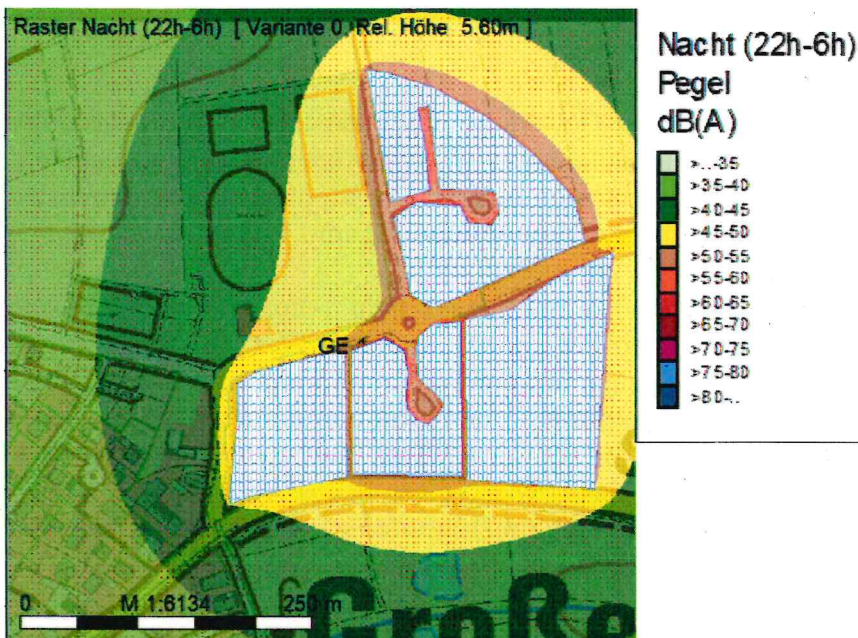 Raster Nacht (22h-6h) [ Variante 0, Rel. Höhe 5.60m ]
Nacht (22h-6h)
Pegel
dB(A)
>..-35
>35-40
>40-45
>45-50
>50-55
>55-60
>60-65
>65-70
>70-75
>75-80
>80-..
GE 1
0 M 1:6134 250 m